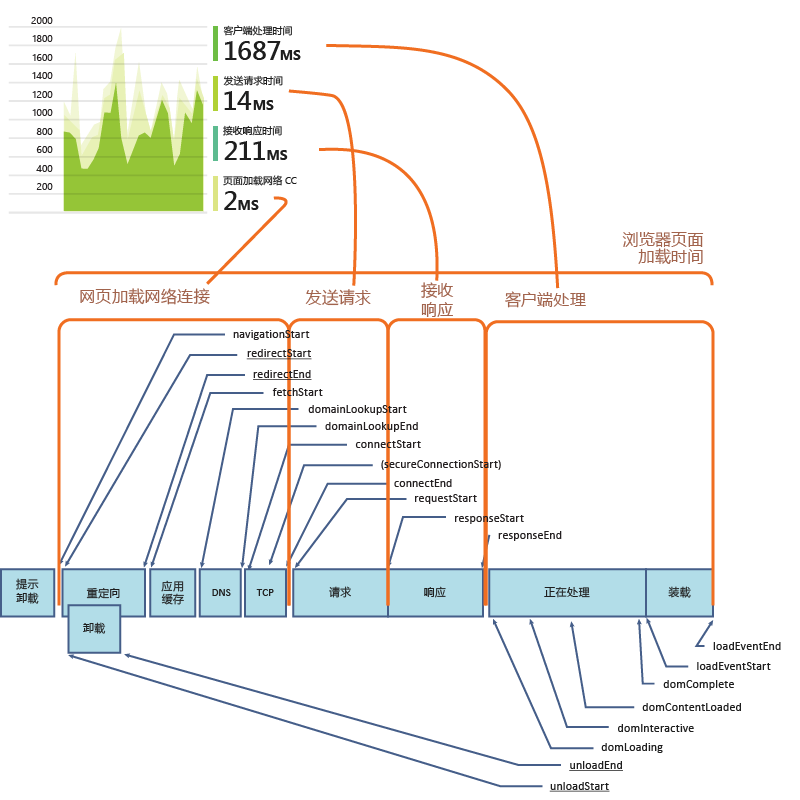 2000
1800
1600
1400
1200
1000
800
600
400
200
客户端处理时间
1687MS
发送请求时间
14MS
接收响应时间
211MS
页面加载网络 CC
2MS
浏览器页面
加载时间
网页加载网络连接
发送请求
接收
响应
客户端处理
navigationStart
redirectStart
redirectEnd
fetchStart
domainLookupStart
domainLookupEnd
connectStart
(secureConnectionStart)
connectEnd
requestStart
responseStart
responseEnd
提示
卸载
重定向
应用
缓存
DNS
TCP
请求
响应
正在处理
装载
卸载
loadEventEnd
loadEventStart
domComplete
domContentLoaded
domInteractive
domLoading
unloadEnd
unloadStart